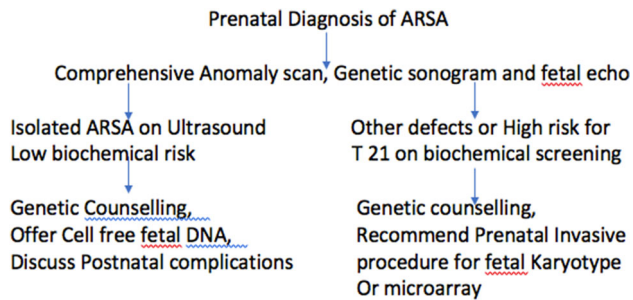 Prenatal Diagnosis of ARSA
Comprehensive Anomaly scan, Genetic sonogram and fetal echo
Isolated ARSA on Ultrasound
Low biochemical risk
Other defects or High risk for
T 21 on biochemical screening
Genetic Counselling,
Offer Cell free fetal DNA,
Discuss Postnatal complications
Genetic counselling,
Recommend Prenatal Invasive
procedure for fetal Karyotype
Or microarray